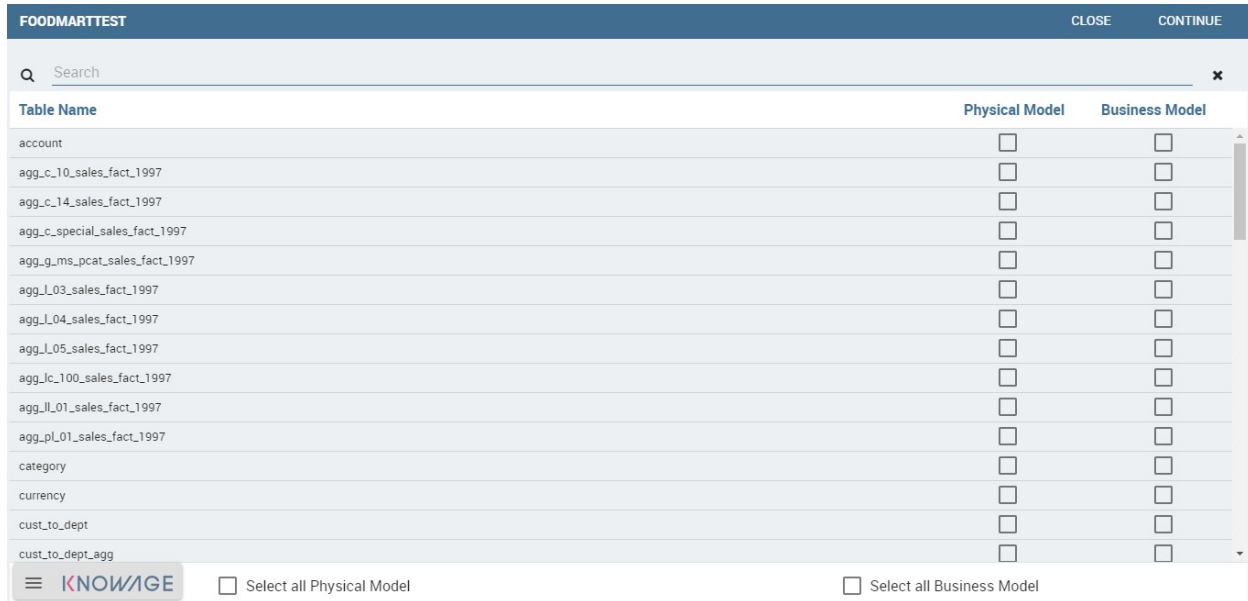 FOODMARTTEST CLOSE CONTINUE
Search
Table Name Physical Model Business Model
account
agg_c_10_sales_fact_1997
agg_c_14_sales_fact_1997
agg_c_special_sales_fact_1997
agg_g_ms_pcat_sales_fact_1997
agg_l_03_sales_fact_1997
agg_l_04_sales_fact_1997
agg_l_05_sales_fact_1997
agg_lc_100_sales_fact_1997
agg_ll_01_sales_fact_1997
agg_pl_01_sales_fact_1997
category
currency
cust_to_dept
cust_to_dept_agg
KNOWAGE Select all Physical Model Select all Business Model